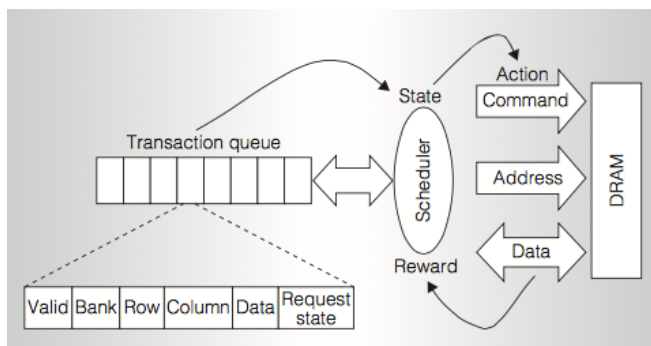 Action
State
Command
Transaction queue
Scheduler
Address
DRAM
Data
Reward
Valid Bank Row Column Data Request
state